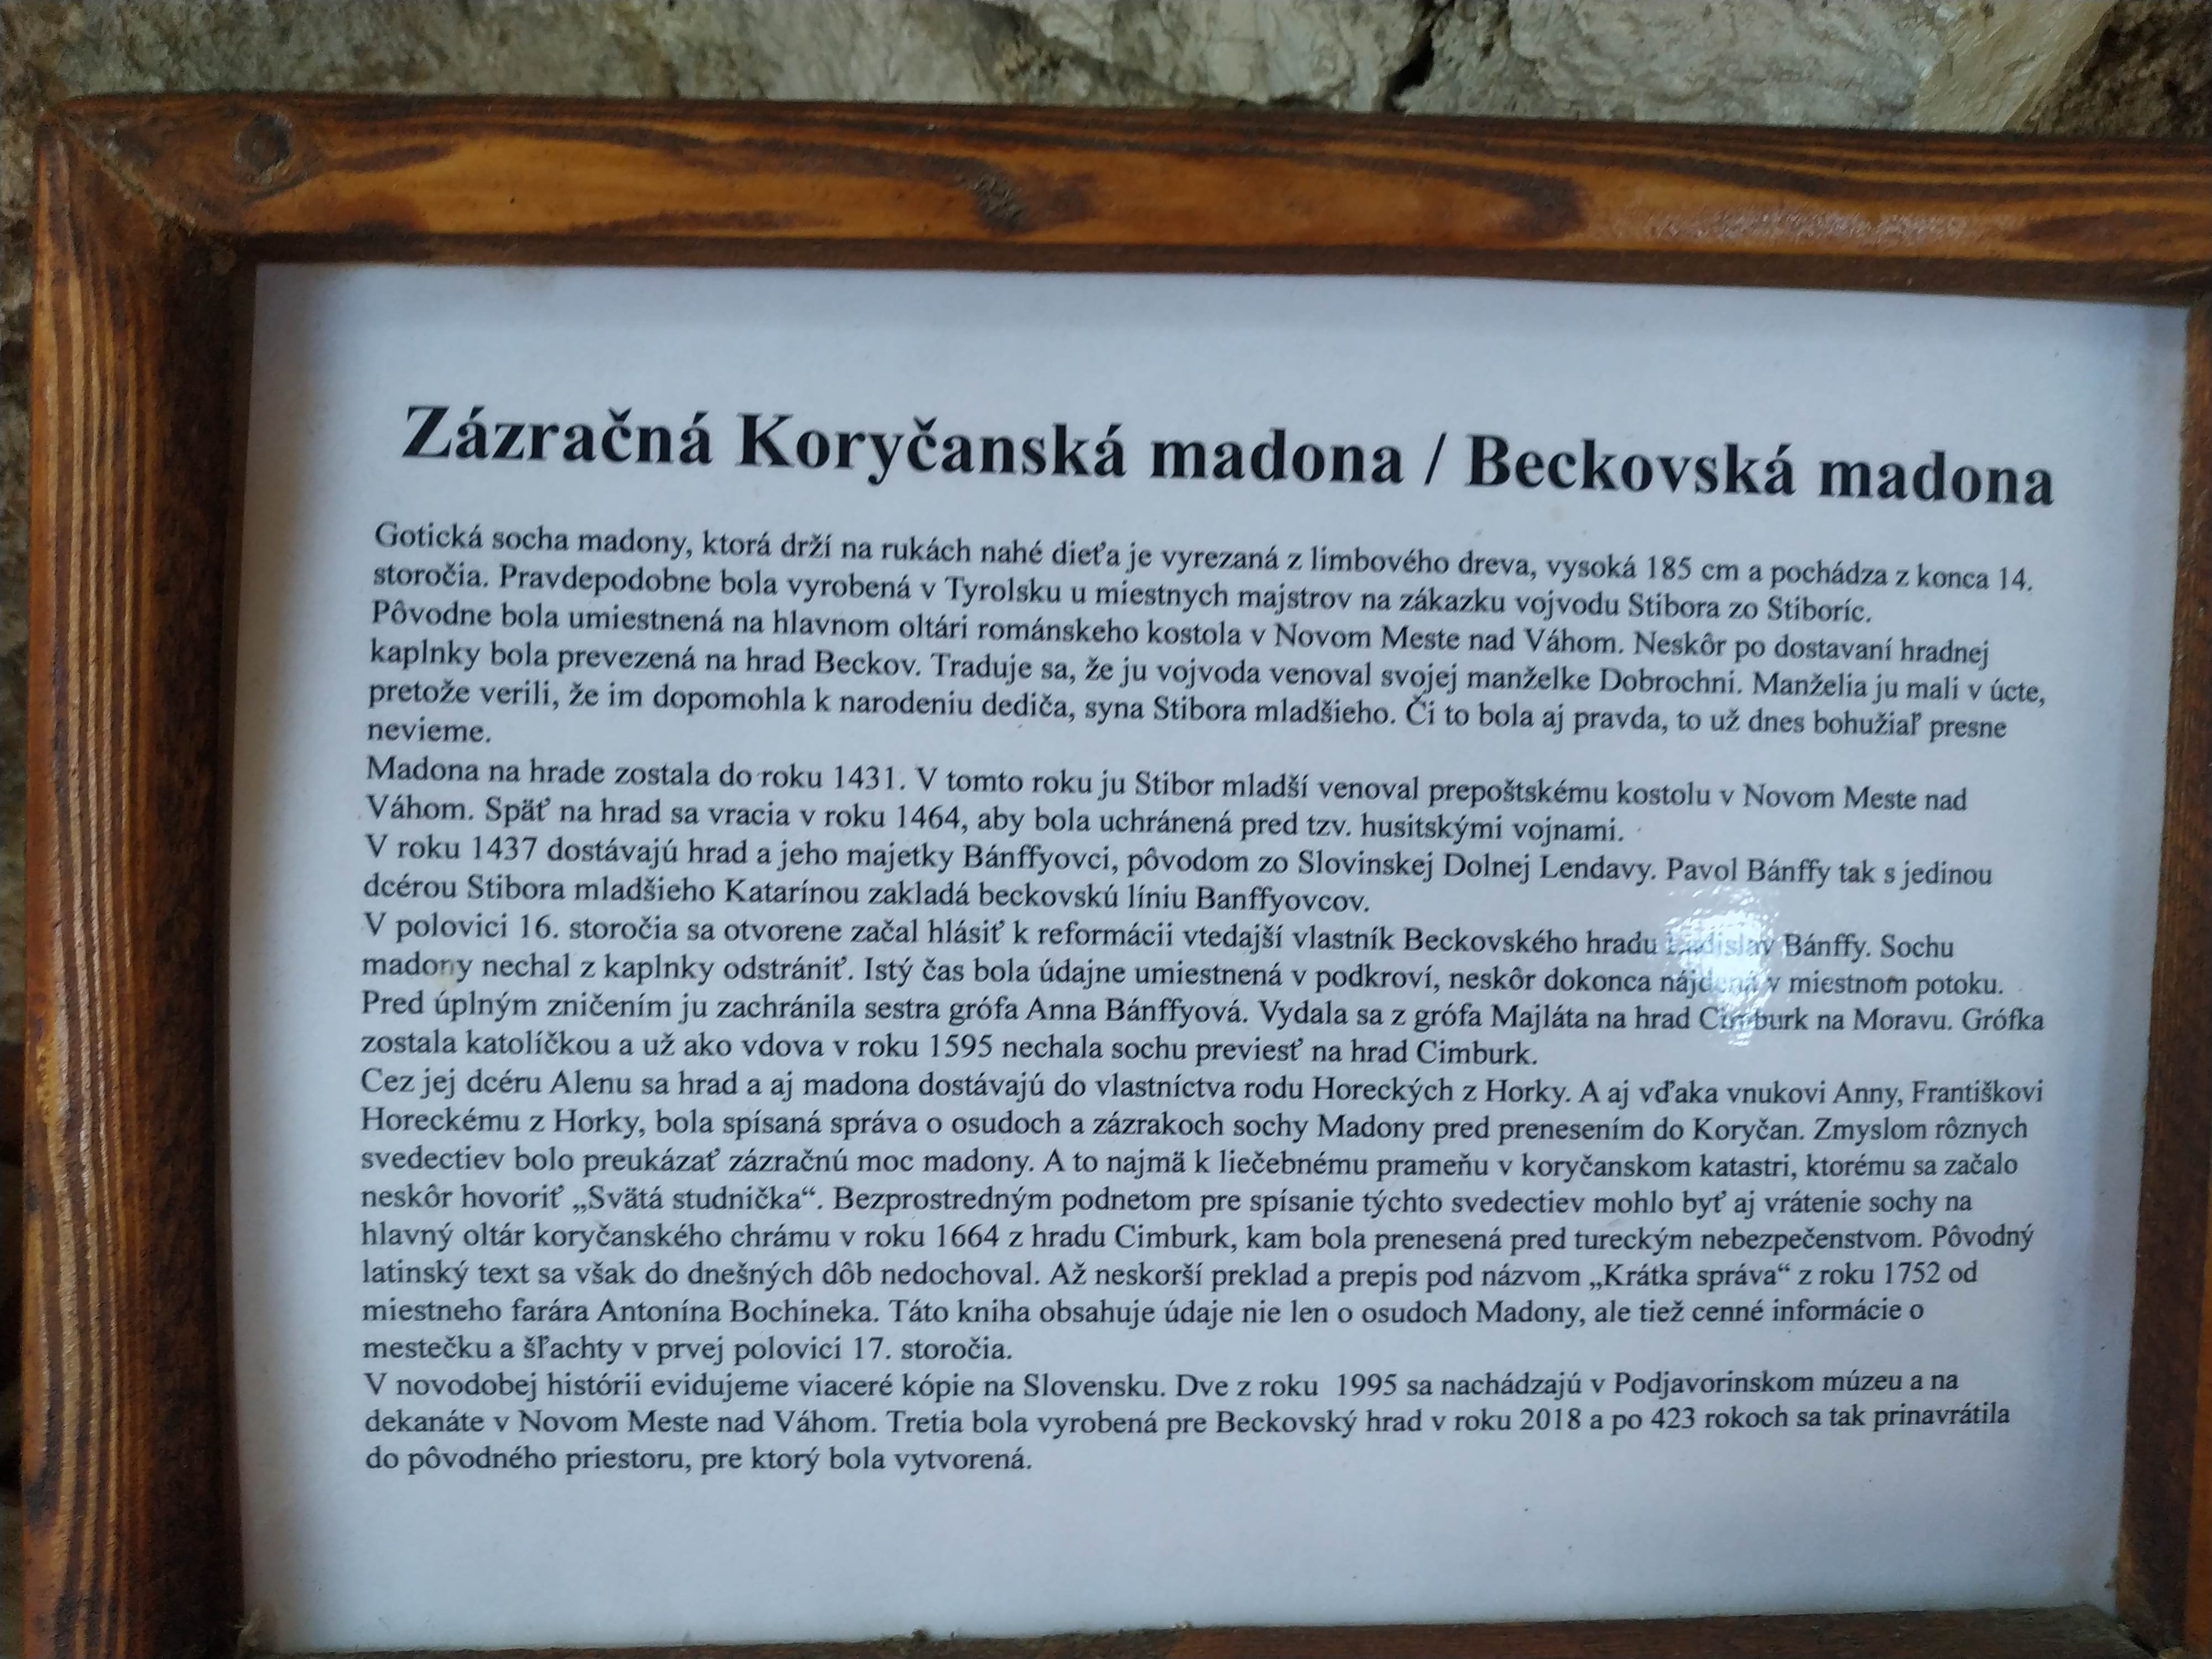 Zázračná Koryčanská madona / Beckovská madona
Gotická socha madony, ktorá drží na rukách nahé dieťa je vyrezaná z limbového dreva, vysoká 185 cm a pochádza z konca 14.
storočia. Pravdepodobne bola vyrobená v Tyrolsku u miestnych majstrov na zákazku vojvodu Stibora zo Stiboríc.
Pôvodne bola umiestnená na hlavnom oltári románskeho kostola v Novom Meste nad Váhom. Neskôr po dostavaní hradnej
kaplnky bola prevezená na hrad Beckov. Traduje sa, že ju vojvoda venoval svojej manželke Dobrochni. Manželia ju mali v úcte,
pretože verili, že im dopomohla k narodeniu dediča, syna Stibora mladšieho. Či to bola aj pravda, to už dnes bohužiaľ presne
nevieme.
Madona na hrade zostala do roku 1431. V tomto roku ju Stibor mladší venoval prepoštskému kostolu v Novom Meste nad
Váhom. Späť na hrad sa vracia v roku 1464, aby bola uchránená pred tzv. husitskými vojnami.
V roku 1437 dostávajú hrad a jeho majetky Bánffyovci, pôvodom zo Slovinskej Dolnej Lendavy. Pavol Bánffy tak s jedinou
dcérou Stibora mladšieho Katarínou zakladá beckovskú líniu Banffyovcov.
V polovici 16. storočia sa otvorene začal hlásiť k reformácii vtedajší vlastník Beckovského hradu Ladislav Bánffy. Sochu
madony nechal z kaplnky odstrániť. Istý čas bola údajne umiestnená v podkroví, neskôr dokonca nájdená v miestnom potoku.
Pred úplným zničením ju zachránila sestra grófa Anna Bánffyová. Vydala sa z grófa Majláta na hrad Cimburk na Moravu. Grófka
zostala katolíčkou a už ako vdova v roku 1595 nechala sochu previesť na hrad Cimburk.
Cez jej dcéru Alenu sa hrad a aj madona dostávajú do vlastníctva rodu Horeckých z Horky. A aj vďaka vnukovi Anny, Františkovi
Horeckému z Horky, bola spísaná správa o osudoch a zázrakoch sochy Madony pred prenesením do Koryčan. Zmyslom rôznych
svedectiev bolo preukázať zázračnú moc madony. A to najmä k liečebnému prameňu v koryčanskom katastri, ktorému sa začalo
neskôr hovoriť „Svätá studnička“. Bezprostredným podnetom pre spísanie týchto svedectiev mohlo byť aj vrátenie sochy na
hlavný oltár koryčanského chrámu v roku 1664 z hradu Cimburk, kam bola prenesená pred tureckým nebezpečenstvom. Pôvodný
latinský text sa však do dnešných dôb nedochoval. Až neskorší preklad a prepis pod názvom „Krátka správa“ z roku 1752 od
miestneho farára Antonína Bochineka. Táto kniha obsahuje údaje nie len o osudoch Madony, ale tiež cenné informácie o
mestečku a šľachty v prvej polovici 17. storočia.
V novodobej histórii evidujeme viaceré kópie na Slovensku. Dve z roku 1995 sa nachádzajú v Podjavorinskom múzeu a na
dekanáte v Novom Meste nad Váhom. Tretia bola vyrobená pre Beckovský hrad v roku 2018 a po 423 rokoch sa tak prinavrátila
do pôvodného priestoru, pre ktorý bola vytvorená.